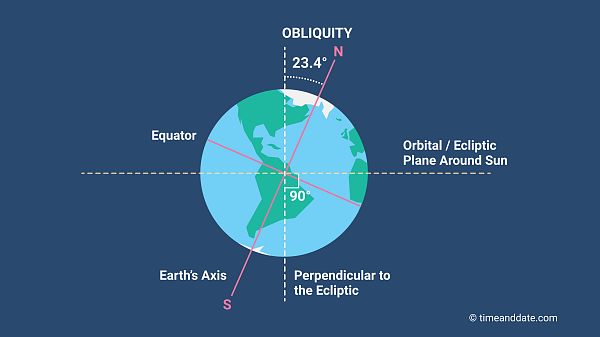 OBLIQUITY
N
23.4°
Equator
Orbital / Ecliptic
Plane Around Sun
90°
Earth's Axis
Perpendicular to
the Ecliptic
S
© timeanddate.com